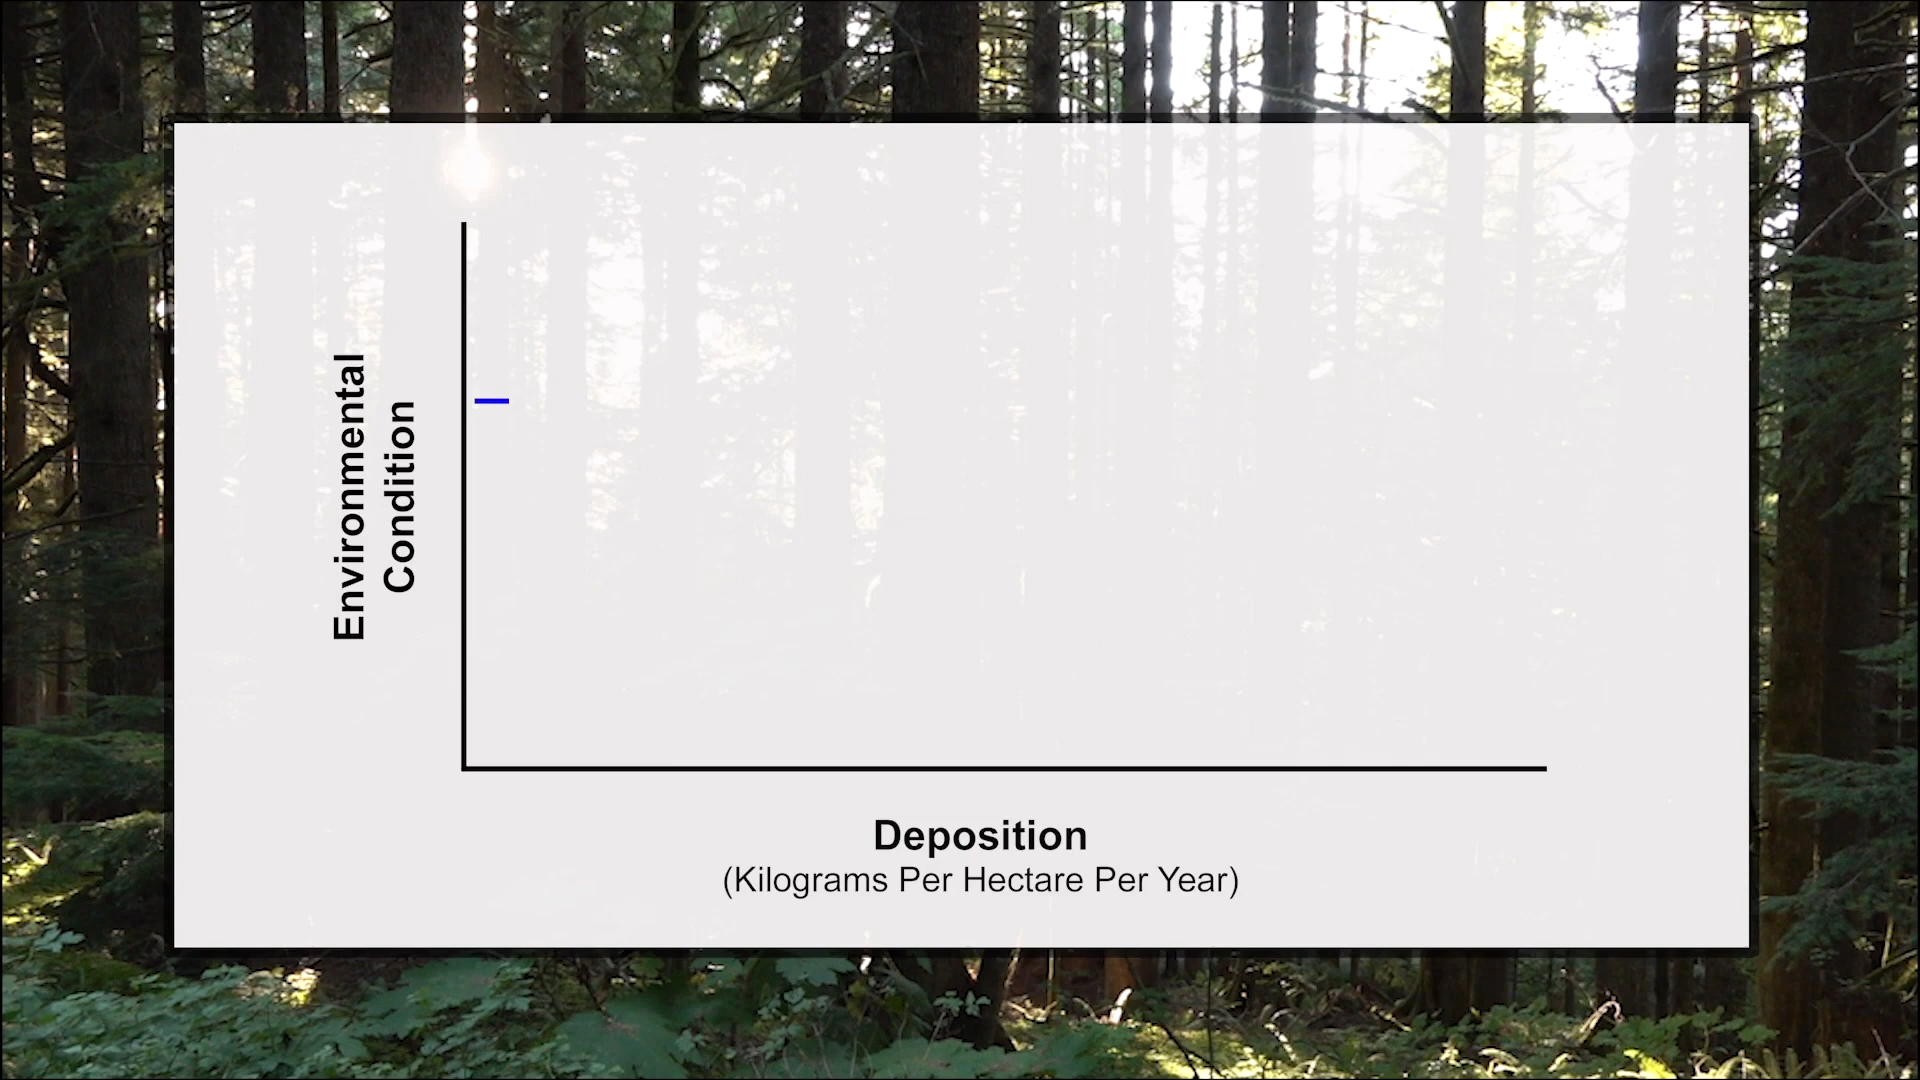 Environmental
Condition
Deposition
(Kilograms Per Hectare Per Year)